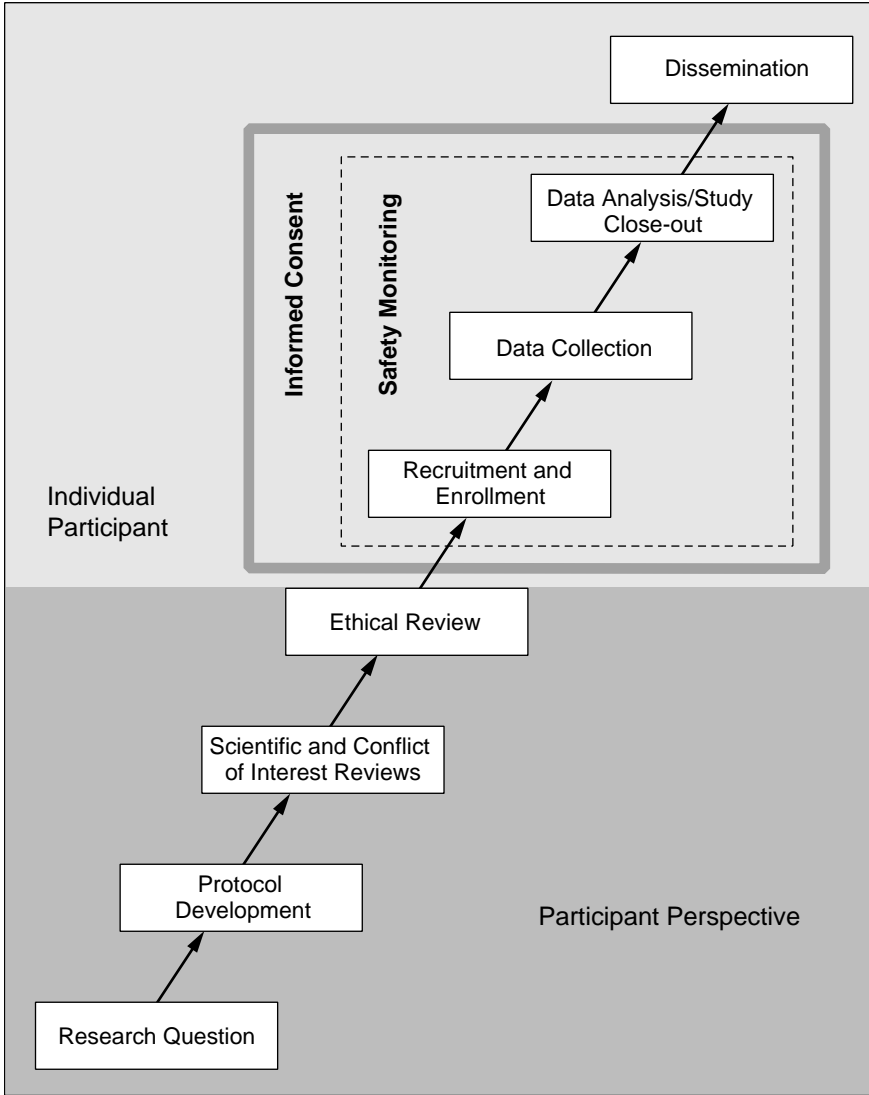 Dissemination
Data Analysis/Study
Close-out
Informed Consent
Safety Monitoring
Data Collection
Recruitment and
Enrollment
Individual
Participant
Ethical Review
Scientific and Conflict
of Interest Reviews
Protocol
Development
Participant Perspective
Research Question